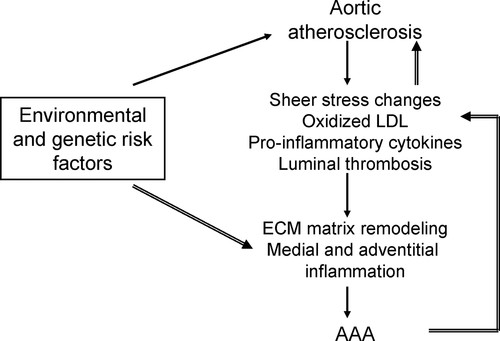 Aortic
atherosclerosis
Environmental
and genetic risk
factors
Sheer stress changes
Oxidized LDL
Pro-inflammatory cytokines
Luminal thrombosis
ECM matrix remodeling
Medial and adventitial
inflammation
AAA